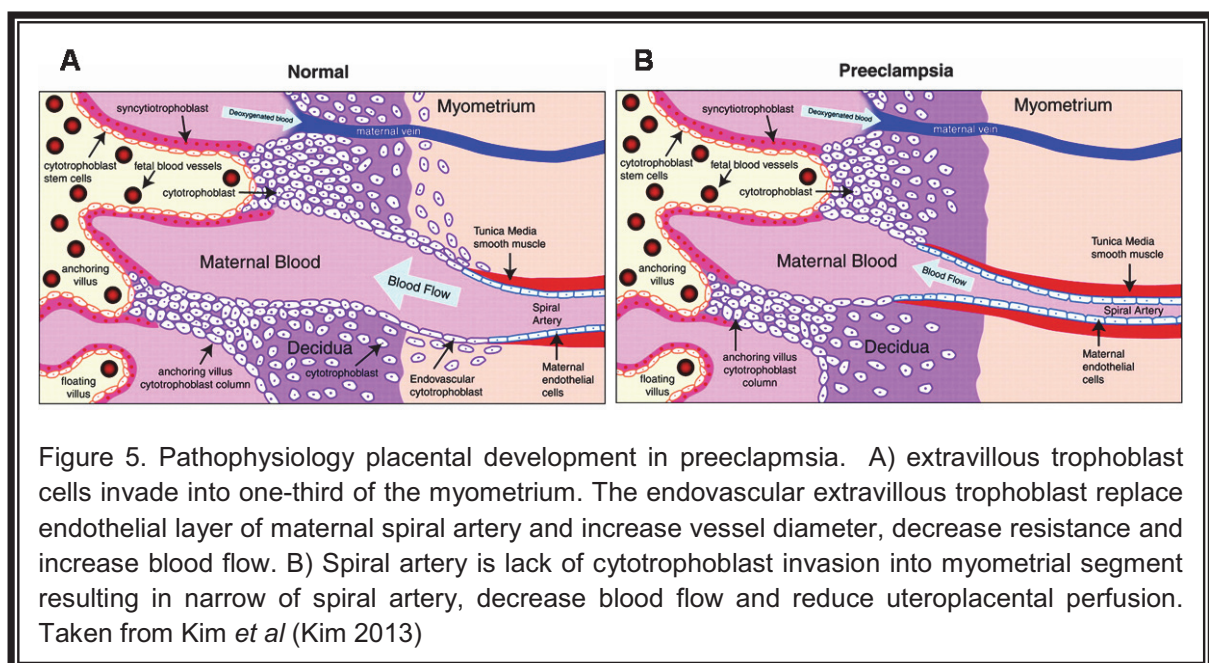 A
Normal
syncytiotrophoblast
Deoxygenated blood
Myometrium
maternal vein
cytotrophoblast
stem cells
fetal blood vessels
cytotrophoblast
Maternal Blood
Tunica Media
smooth muscle
anchoring
villus
Blood Flow
Spiral
Artery
Decidua
cytotrophoblast
floating
villus
anchoring villus
cytotrophoblast column
Endovascular
cytotrophoblast
Maternal
endothelial
cells
B
Preeclampsia
syncytiotrophoblast
Deoxygenated blood
Myometrium
maternal vein
cytotrophoblast
stem cells
fetal blood vessels
cytotrophoblast
Maternal Blood
Tunica Media
smooth muscle
anchoring
villus
Blood Flow
Spiral Artery
Decidua
floating
villus
anchoring villus
cytotrophoblast
column
Maternal
endothelial
cells
Figure 5. Pathophysiology placental development in preeclapmsia. A) extravillous trophoblast
cells invade into one-third of the myometrium. The endovascular extravillous trophoblast replace
endothelial layer of maternal spiral artery and increase vessel diameter, decrease resistance and
increase blood flow. B) Spiral artery is lack of cytotrophoblast invasion into myometrial segment
resulting in narrow of spiral artery, decrease blood flow and reduce uteroplacental perfusion.
Taken from Kim et al (Kim 2013)